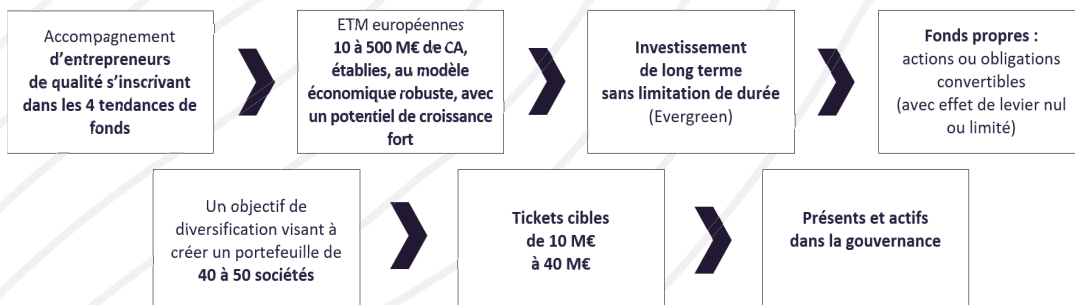 Accompagnement
d’entrepreneurs
de qualité s’inscrivant
dans les 4 tendances de
fonds
ETM européennes
10 à 500 M€ de CA,
établies, au modèle
économique robuste, avec
un potentiel de croissance
fort
Investissement
de long terme
sans limitation de durée
(Evergreen)
Fonds propres :
actions ou obligations
convertibles
(avec effet de levier nul
ou limité)
Un objectif de
diversification visant à
créer un portefeuille de
40 à 50 sociétés
Tickets cibles
de 10 M€
à 40 M€
Présents et actifs
dans la gouvernance